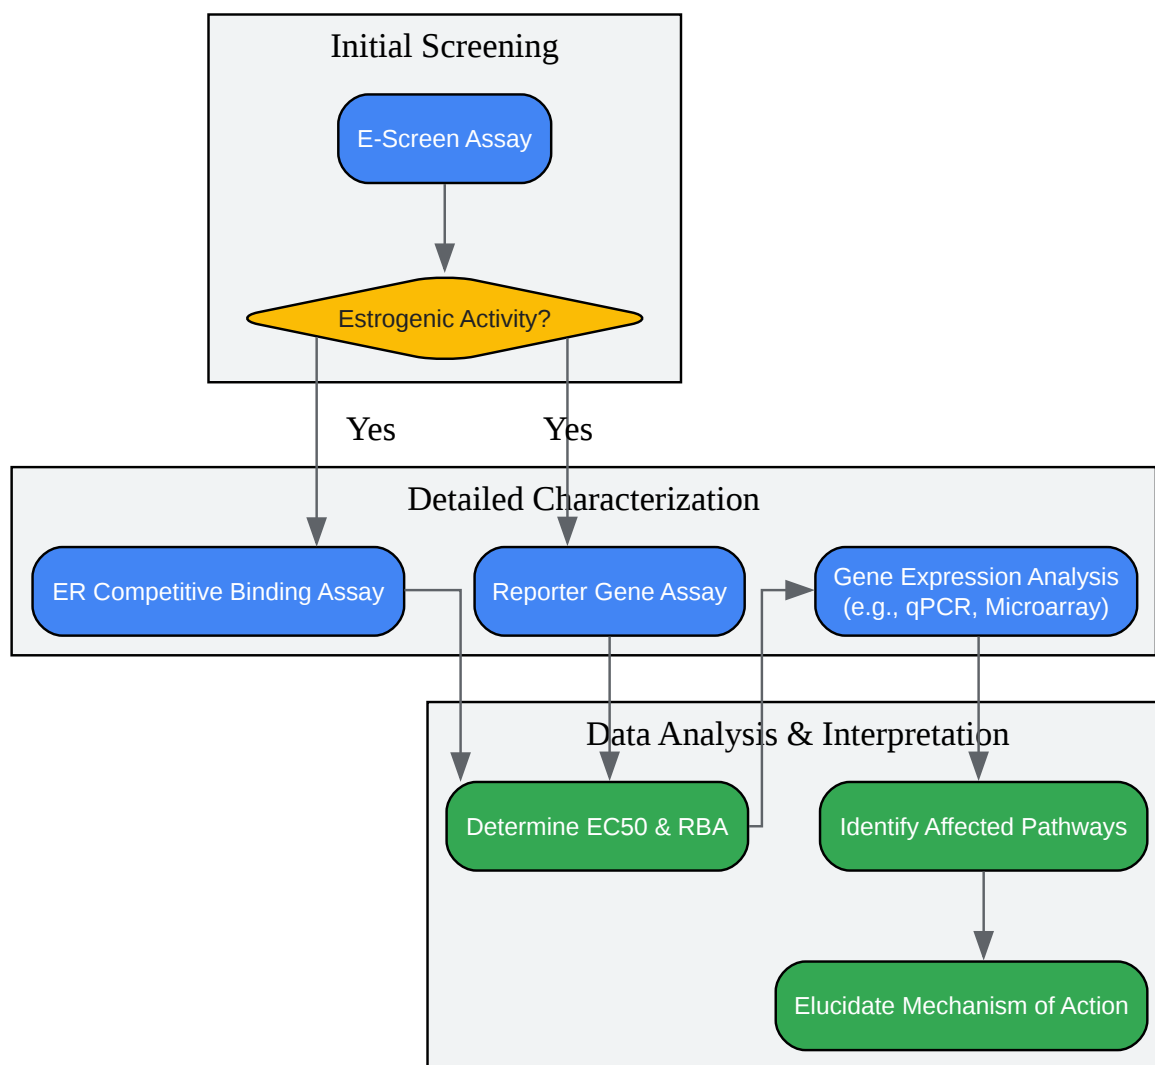 Initial Screening
E-Screen Assay
Estrogenic Activity?
Yes
Yes
Detailed Characterization
ER Competitive Binding Assay
Reporter Gene Assay
Gene Expression Analysis
(e.g., qPCR, Microarray)
Data Analysis & Interpretation
Determine EC50 & RBA
Identify Affected Pathways
Elucidate Mechanism of Action